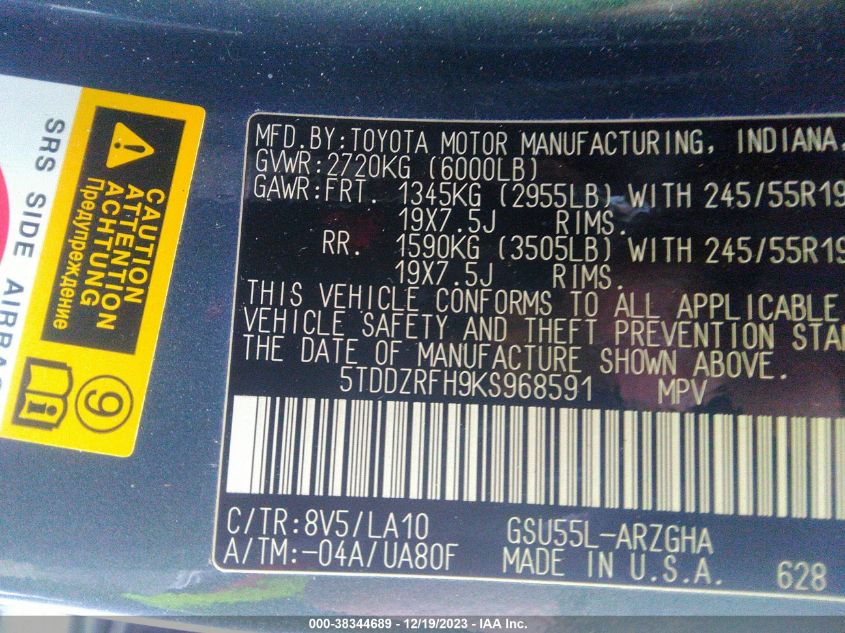 SRS SIDE AIRBAG
CAUTION
ATTENTION
ACHTUNG
Предупреждение
9
MFD.BY:TOYOTA MOTOR MANUFACTURING, INDIANA,
GVWR:2720KG (6000LB)
GAWR:FRT. 1345KG (2955LB) WITH 245/55R19
19X7.5J RIMS.
RR. 1590KG (3505LB) WITH 245/55R19
19X7.5J RIMS.
THIS VEHICLE CONFORMS TO ALL APPLICABLE
VEHICLE SAFETY AND THEFT PREVENTION STAN
THE DATE OF MANUFACTURE SHOWN ABOVE.
5TDDZRFH9KS968591 MPV
C/TR:8V5/LA10 GSU55L-ARZGHA
A/TM:-04A/UA80F MADE IN U.S.A. 628
000-38344689 - 12/19/2023 - IAA Inc.